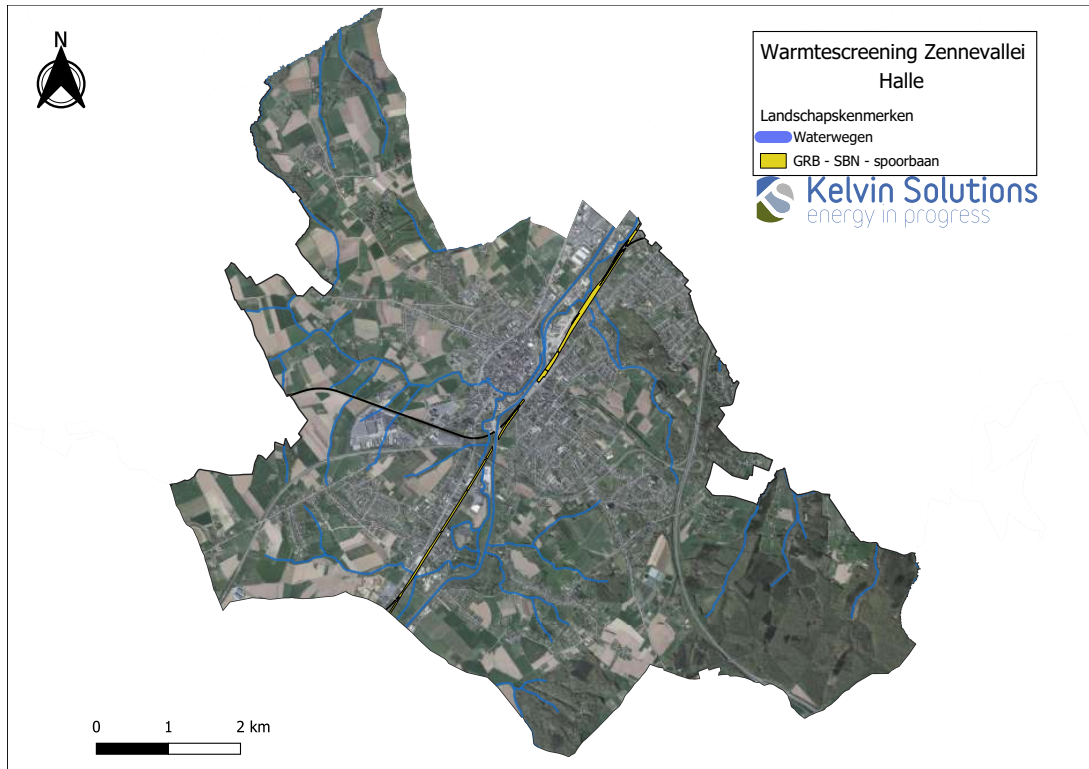 N
Warmtescreening Zennevallei
Halle
Landschapskenmerken
Waterwegen
GRB - SBN - spoorbaan
Kelvin Solutions
energy in progress
0 1 2 km